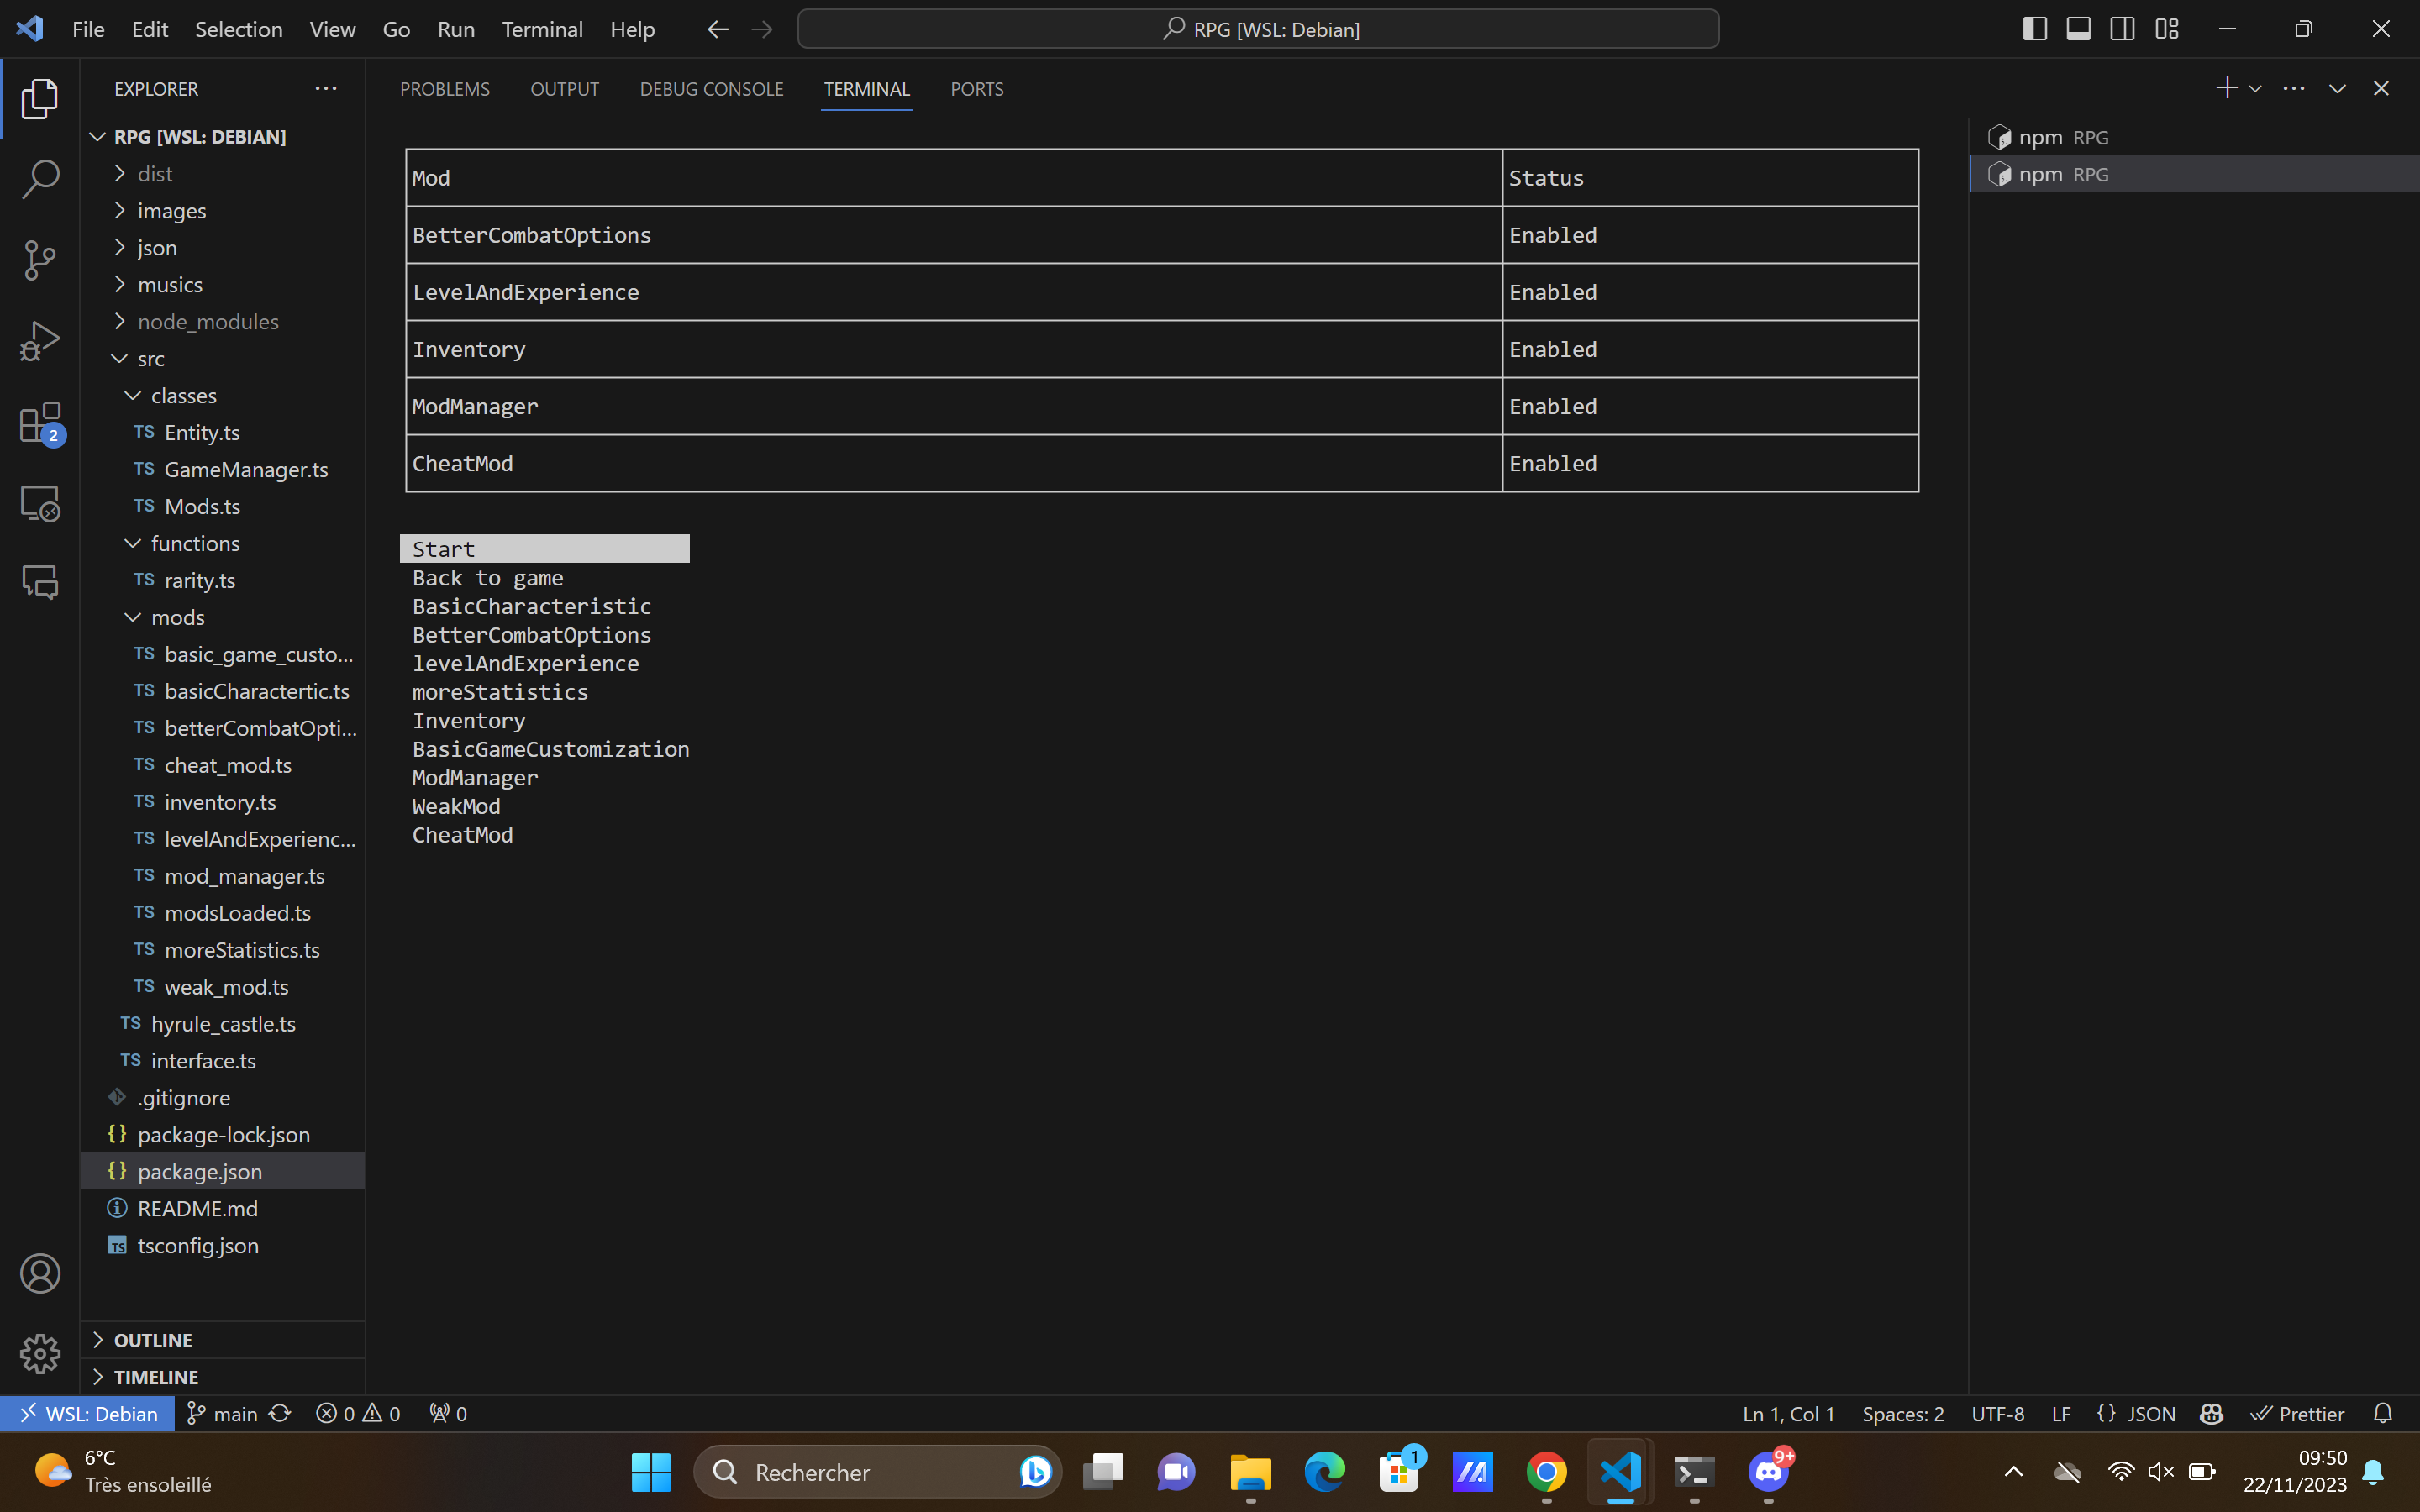 File Edit Selection View Go Run Terminal Help
RPG [WSL: Debian]
EXPLORER
RPG [WSL: DEBIAN]
dist
images
json
musics
node_modules
src
classes
TS Entity.ts
TS GameManager.ts
TS Mods.ts
functions
TS rarity.ts
mods
TS basic_game_custo...
TS basicCharactertic.ts
TS betterCombatOpti...
TS cheat_mod.ts
TS inventory.ts
TS levelAndExperienc...
TS mod_manager.ts
TS modsLoaded.ts
TS moreStatistics.ts
TS weak_mod.ts
TS hyrule_castle.ts
TS interface.ts
.gitignore
{} package-lock.json
{} package.json
README.md
TS tsconfig.json
OUTLINE
TIMELINE
2
PROBLEMS OUTPUT DEBUG CONSOLE TERMINAL PORTS
Mod Status
BetterCombatOptions Enabled
LevelAndExperience Enabled
Inventory Enabled
ModManager Enabled
CheatMod Enabled
Start
Back to game
BasicCharacteristic
BetterCombatOptions
levelAndExperience
moreStatistics
Inventory
BasicGameCustomization
ModManager
WeakMod
CheatMod
npm RPG
npm RPG
WSL: Debian main 0 0 0
Ln 1, Col 1 Spaces: 2 UTF-8 LF {} JSON Prettier
6°C
Très ensoleillé
Rechercher
1
9+
09:50
22/11/2023